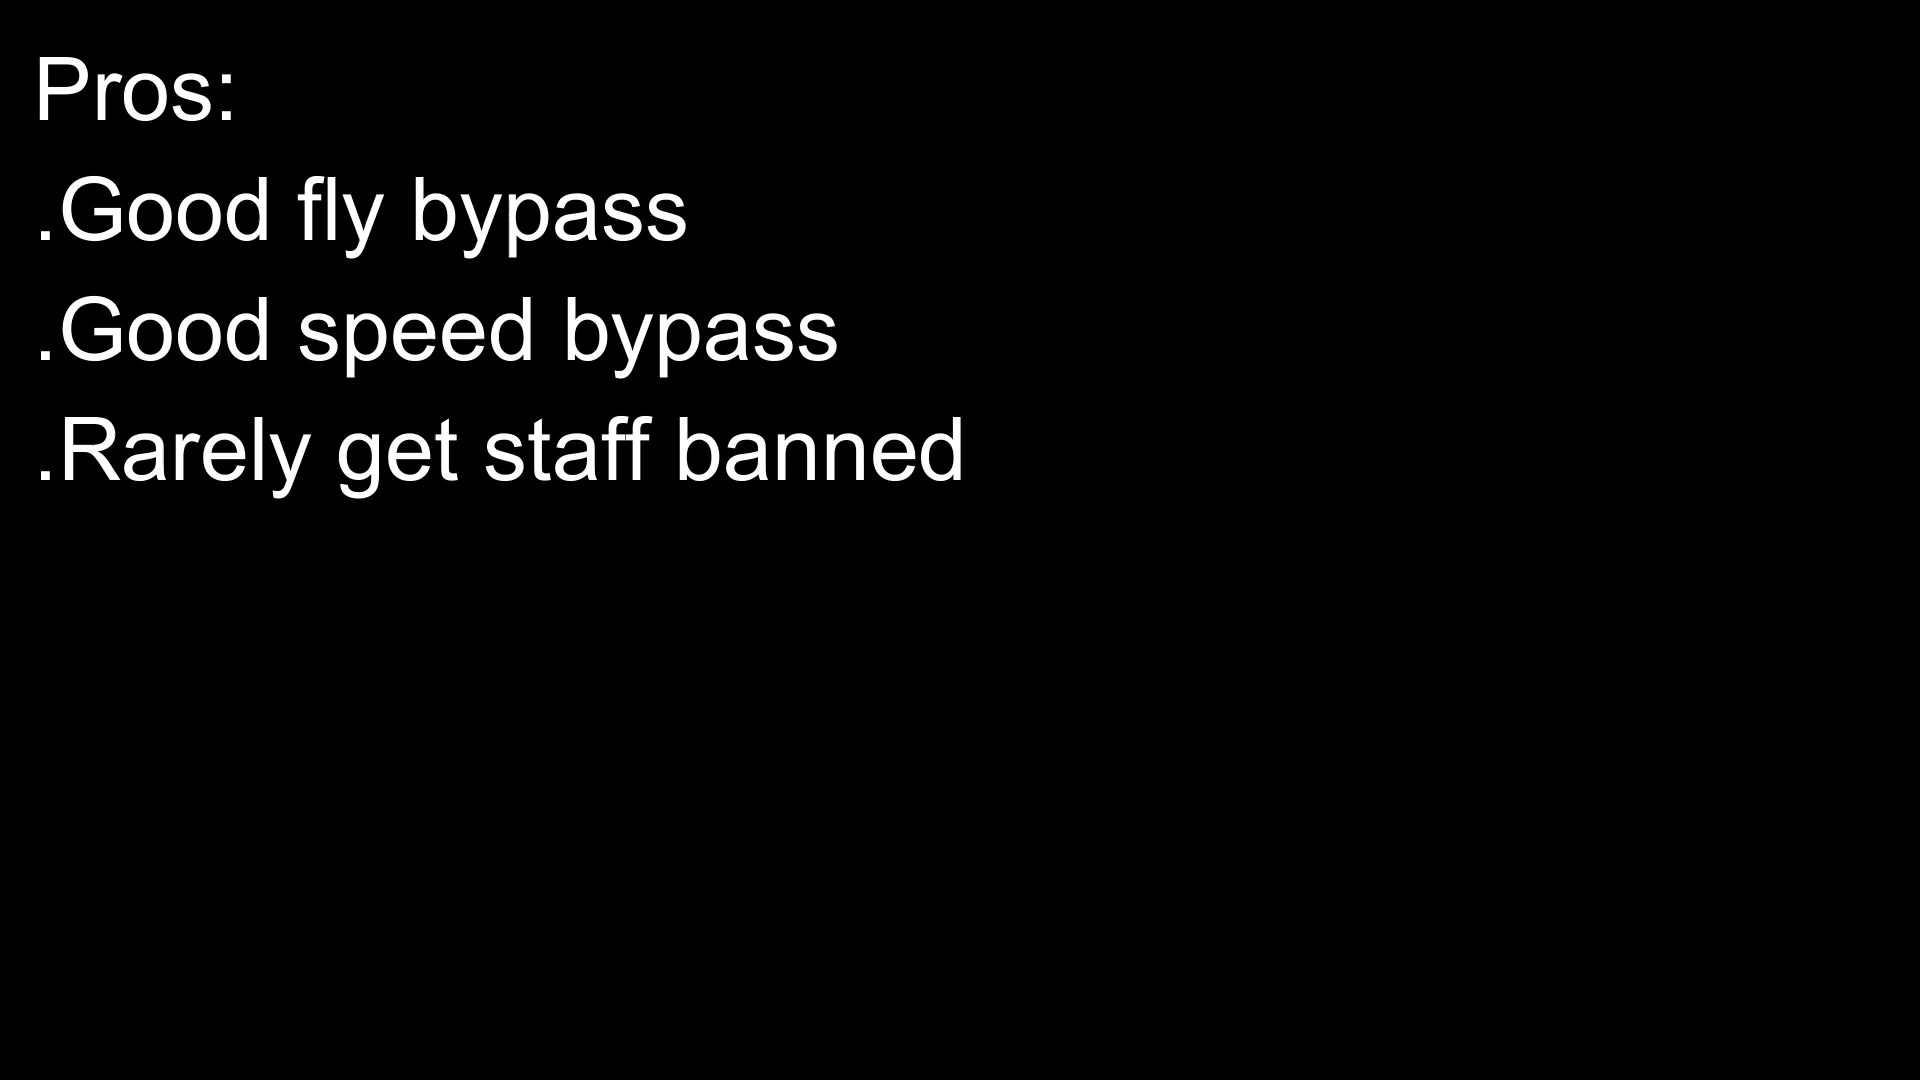 Pros:
.Good fly bypass
.Good speed bypass
.Rarely get staff banned